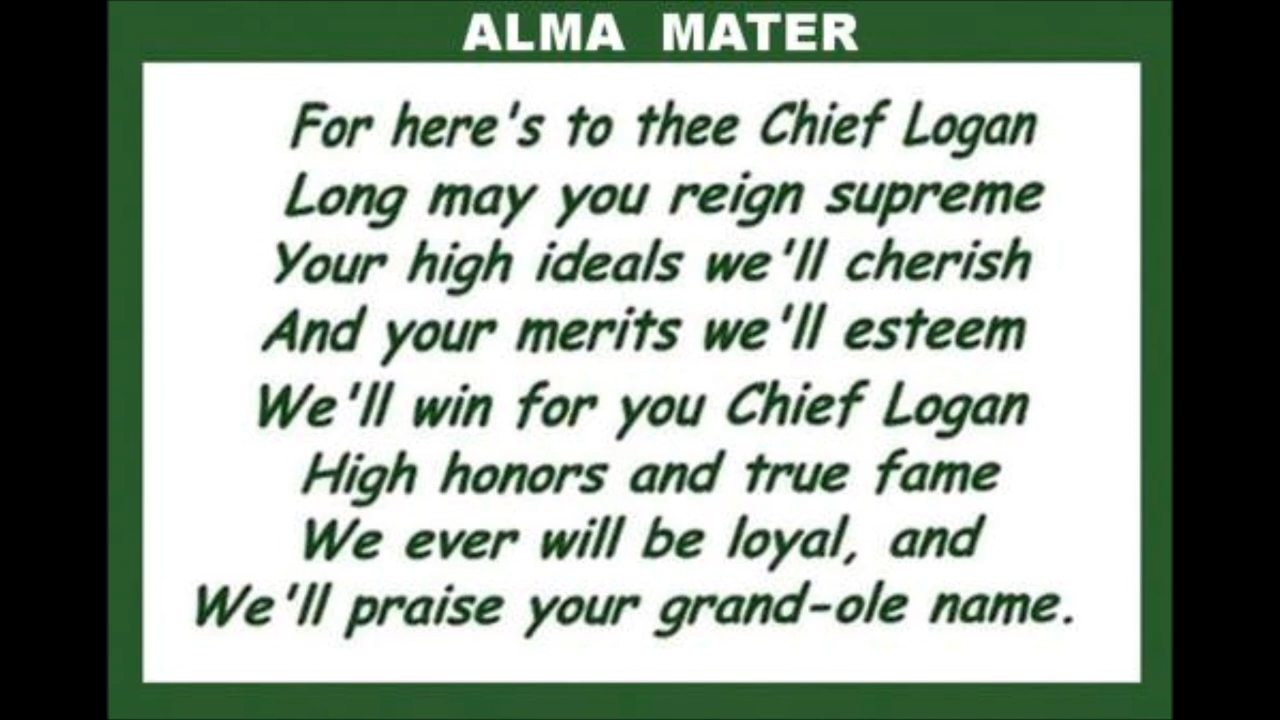 ALMA MATER
For here's to thee Chief Logan
Long may you reign supreme
Your high ideals we'll cherish
And your merits we'll esteem
We'll win for you Chief Logan
High honors and true fame
We ever will be loyal, and
We'll praise your grand-ole name.